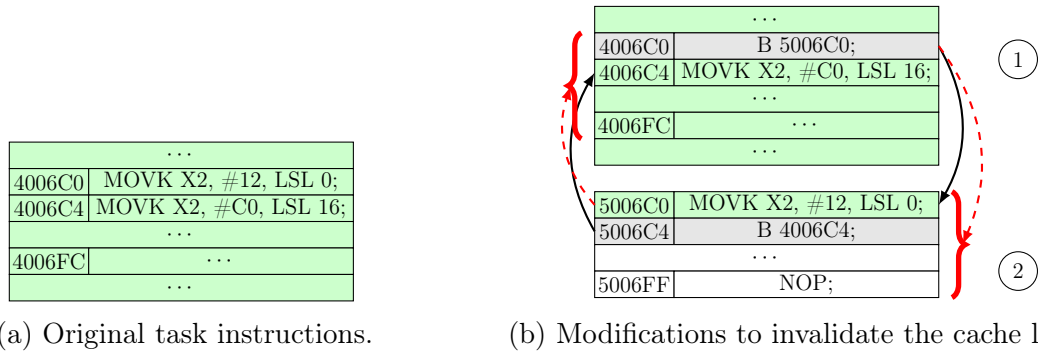 ...
4006C0 MOVK X2, #12, LSL 0;
4006C4 MOVK X2, #C0, LSL 16;
...
4006FC ...
...
(a) Original task instructions.
...
4006C0 B 5006C0;
4006C4 MOVK X2, #C0, LSL 16;
...
4006FC ...
...
1
5006C0 MOVK X2, #12, LSL 0;
5006C4 B 4006C4;
...
5006FF NOP;
2
(b) Modifications to invalidate the cache l